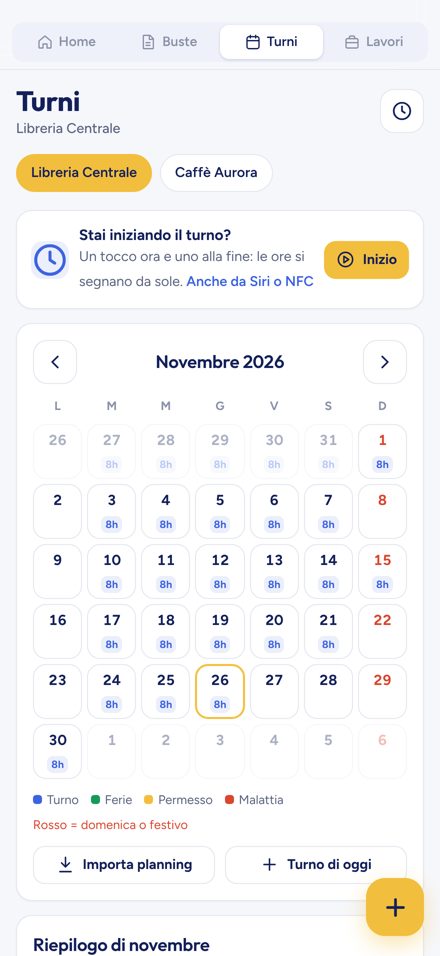 Home Buste Turni Lavori
Turni
Libreria Centrale
Libreria Centrale Caffè Aurora
Stai iniziando il turno?
Un tocco ora e uno alla fine: le ore si
segnano da sole. Anche da Siri o NFC
Inizio
Novembre 2026
L M M G V S D
26 27 28 29 30 31 1
8h 8h 8h 8h 8h 8h
2 3 4 5 6 7 8
8h 8h 8h 8h 8h
9 10 11 12 13 14 15
8h 8h 8h 8h 8h 8h
16 17 18 19 20 21 22
8h 8h 8h 8h 8h
23 24 25 26 27 28 29
8h 8h 8h
30 1 2 3 4 5 6
8h
Turno Ferie Permesso Malattia
Rosso = domenica o festivo
Importa planning Turno di oggi
Riepilogo di novembre